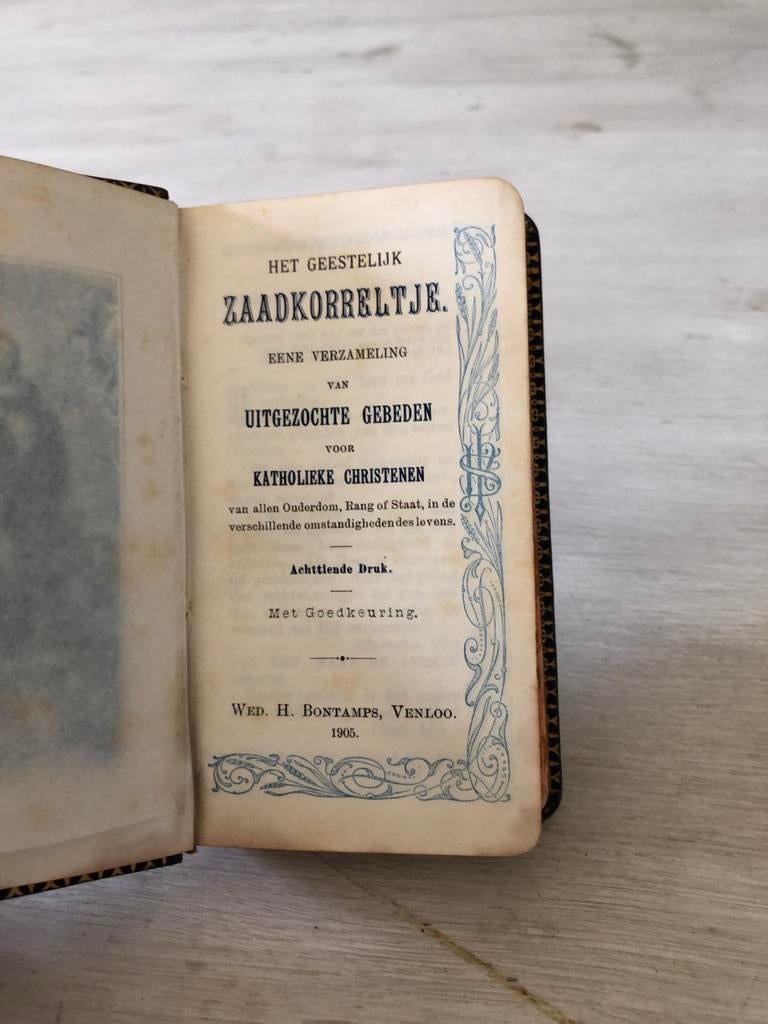 HET GEESTELIJK
ZAADKORRELTJE.
EENE VERZAMELING
VAN
UITGEZOCHTE GEBEDEN
VOOR
KATHOLIEKE CHRISTENEN
van allen Ouderdom, Rang of Staat, in de
verschillende omstandigheden des levens.
Achttiende Druk.
Met Goedkeuring.
WED. H. BONTAMPS, VENLOO.
1905.